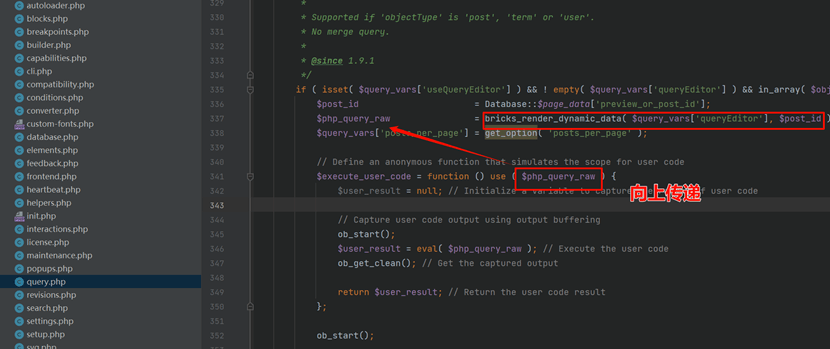 autoloader.php
blocks.php
breakpoints.php
builder.php
capabilities.php
cli.php
compatibility.php
conditions.php
converter.php
custom-fonts.php
database.php
elements.php
feedback.php
frontend.php
heartbeat.php
helpers.php
init.php
interactions.php
license.php
maintenance.php
popups.php
query.php
revisions.php
search.php
settings.php
setup.php
svg.php
329 *
330 * Supported if 'objectType' is 'post', 'term' or 'user'.
331 * No merge query.
332 *
333 * @since 1.9.1
334 */
335 if ( isset( $query_vars['useQueryEditor'] ) && ! empty( $query_vars['queryEditor'] ) && in_array( $obj
336 $post_id = Database::$page_data['preview_or_post_id'];
337 $php_query_raw = bricks_render_dynamic_data( $query_vars['queryEditor'], $post_id )
338 $query_vars['posts_per_page'] = get_option( 'posts_per_page' );
339
340 // Define an anonymous function that simulates the scope for user code
341 $execute_user_code = function () use ( $php_query_raw ) {
342 $user_result = null; // Initialize a variable to capture the of user code
343
344 // Capture user code output using output buffering
345 ob_start();
346 $user_result = eval( $php_query_raw ); // Execute the user code
347 ob_get_clean(); // Get the captured output
348
349 return $user_result; // Return the user code result
350 };
351
352 ob_start();
向上传递